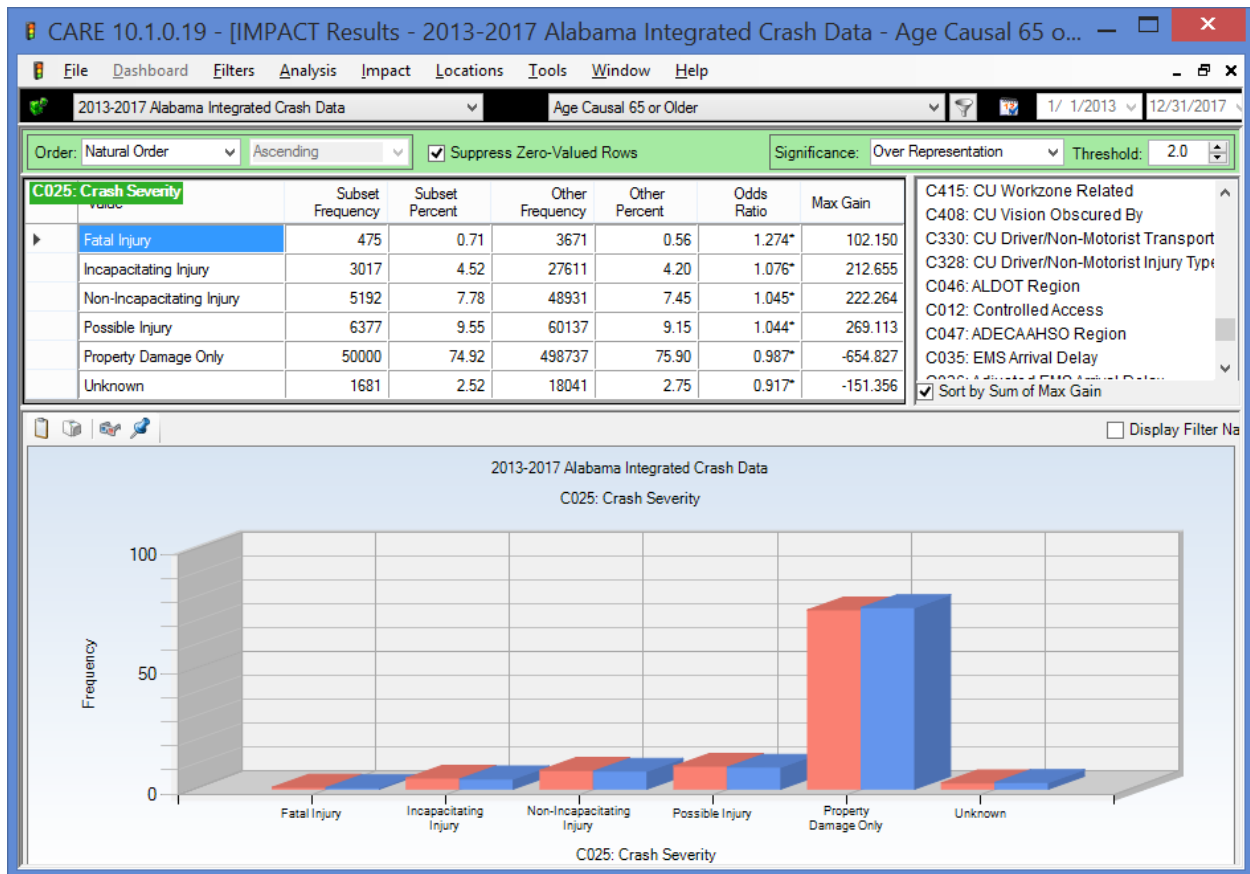 CARE 10.1.0.19 - [IMPACT Results - 2013-2017 Alabama Integrated Crash Data - Age Causal 65 o...
File Dashboard Filters Analysis Impact Locations Tools Window Help
2013-2017 Alabama Integrated Crash Data Age Causal 65 or Older 1/ 1/2013 12/31/2017
Order: Natural Order Ascending Suppress Zero-Valued Rows Significance: Over Representation Threshold: 2.0
C025: Crash Severity
Subset Frequency Subset Percent Other Frequency Other Percent Odds Ratio Max Gain
Fatal Injury 475 0.71 3671 0.56 1.274* 102.150
Incapacitating Injury 3017 4.52 27611 4.20 1.076* 212.655
Non-Incapacitating Injury 5192 7.78 48931 7.45 1.045* 222.264
Possible Injury 6377 9.55 60137 9.15 1.044* 269.113
Property Damage Only 50000 74.92 498737 75.90 0.987* -654.827
Unknown 1681 2.52 18041 2.75 0.917* -151.356
C415: CU Workzone Related
C408: CU Vision Obscured By
C330: CU Driver/Non-Motorist Transport
C328: CU Driver/Non-Motorist Injury Type
C046: ALDOT Region
C012: Controlled Access
C047: ADECAAHSO Region
C035: EMS Arrival Delay
Sort by Sum of Max Gain
Display Filter Na
2013-2017 Alabama Integrated Crash Data
C025: Crash Severity
100
50
0
Frequency
Fatal Injury
Incapacitating
Injury
Non-Incapacitating
Injury
Possible Injury
Property
Damage Only
Unknown
C025: Crash Severity